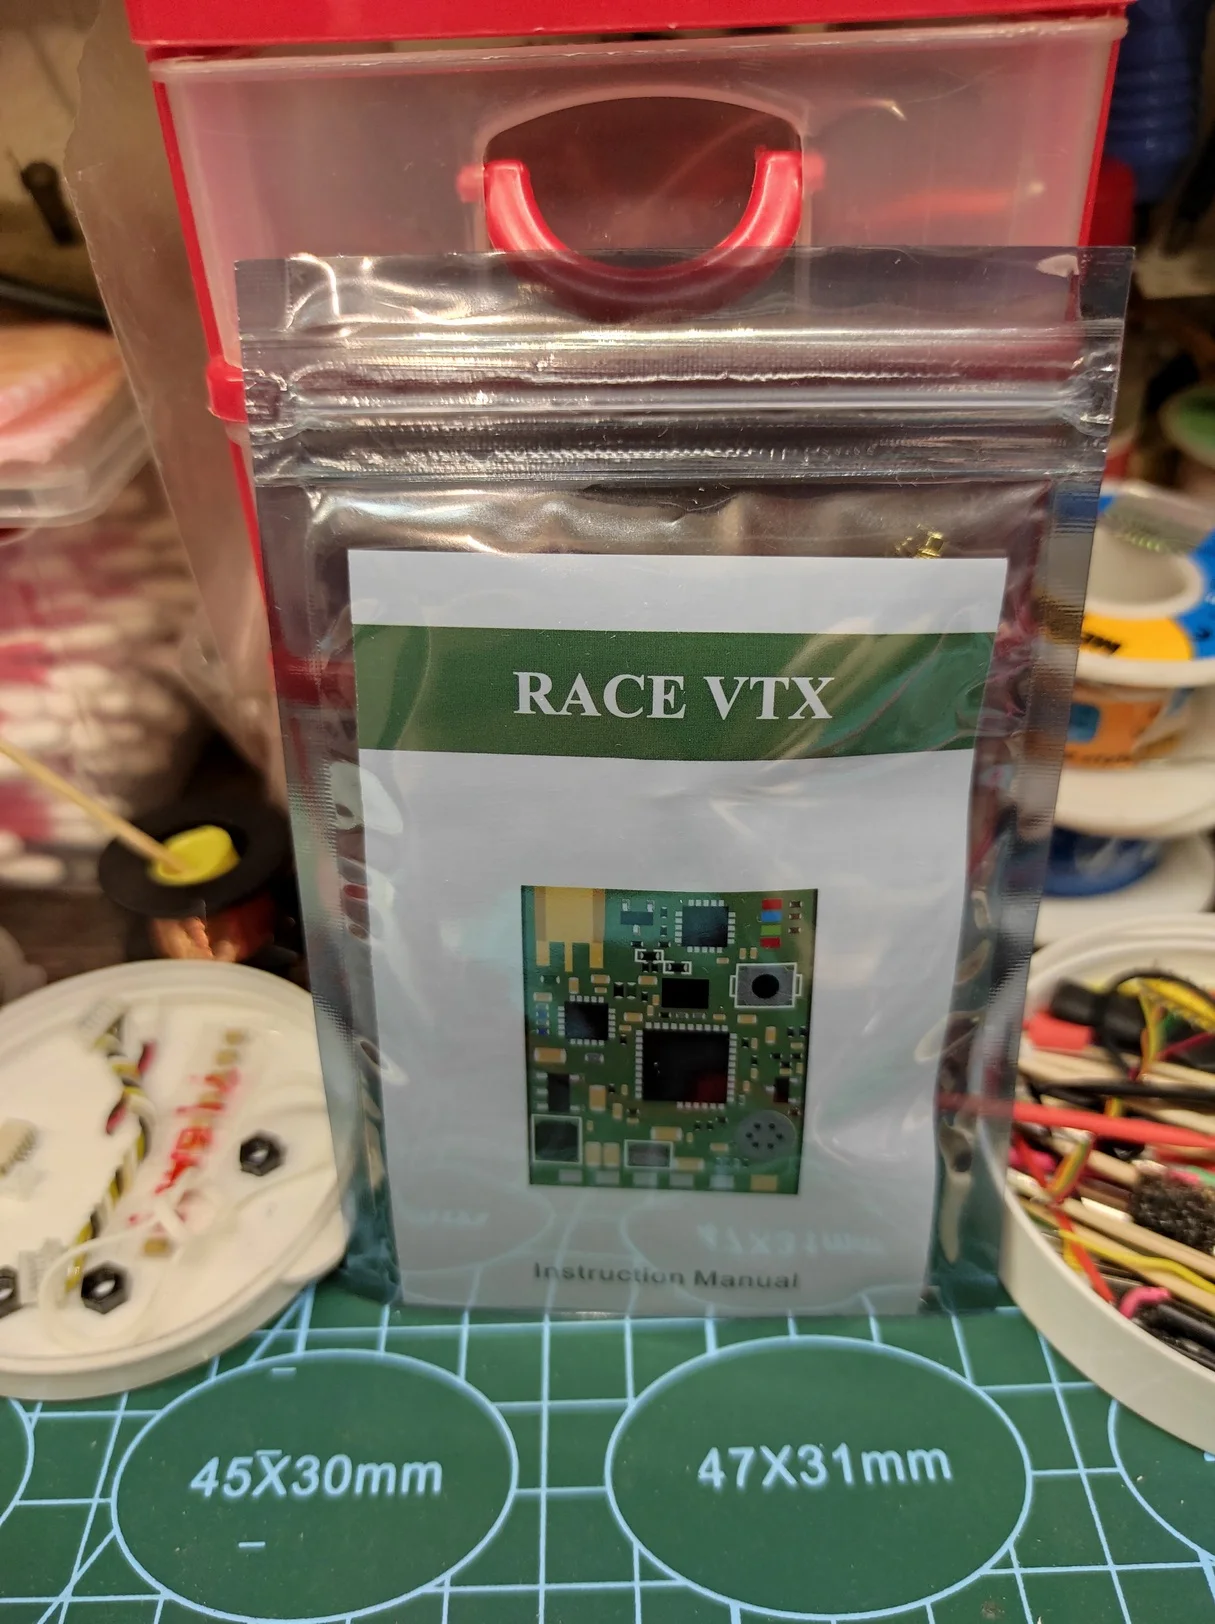 RACE VTX
Instruction Manual
45X30mm
47X31mm